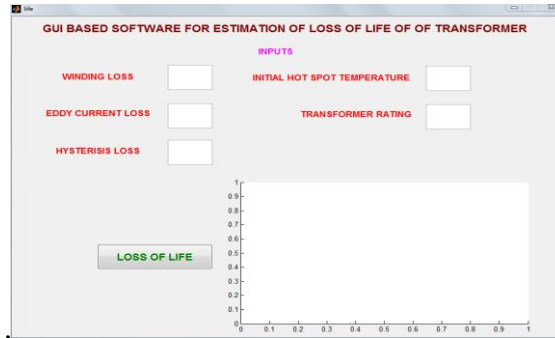 life
GUI BASED SOFTWARE FOR ESTIMATION OF LOSS OF LIFE OF OF TRANSFORMER
INPUTS
WINDING LOSS
INITIAL HOT SPOT TEMPERATURE
EDDY CURRENT LOSS
TRANSFORMER RATING
HYSTERISIS LOSS
LOSS OF LIFE
1
0.9
0.8
0.7
0.6
0.5
0.4
0.3
0.2
0.1
0
0 0.1 0.2 0.3 0.4 0.5 0.6 0.7 0.8 0.9 1